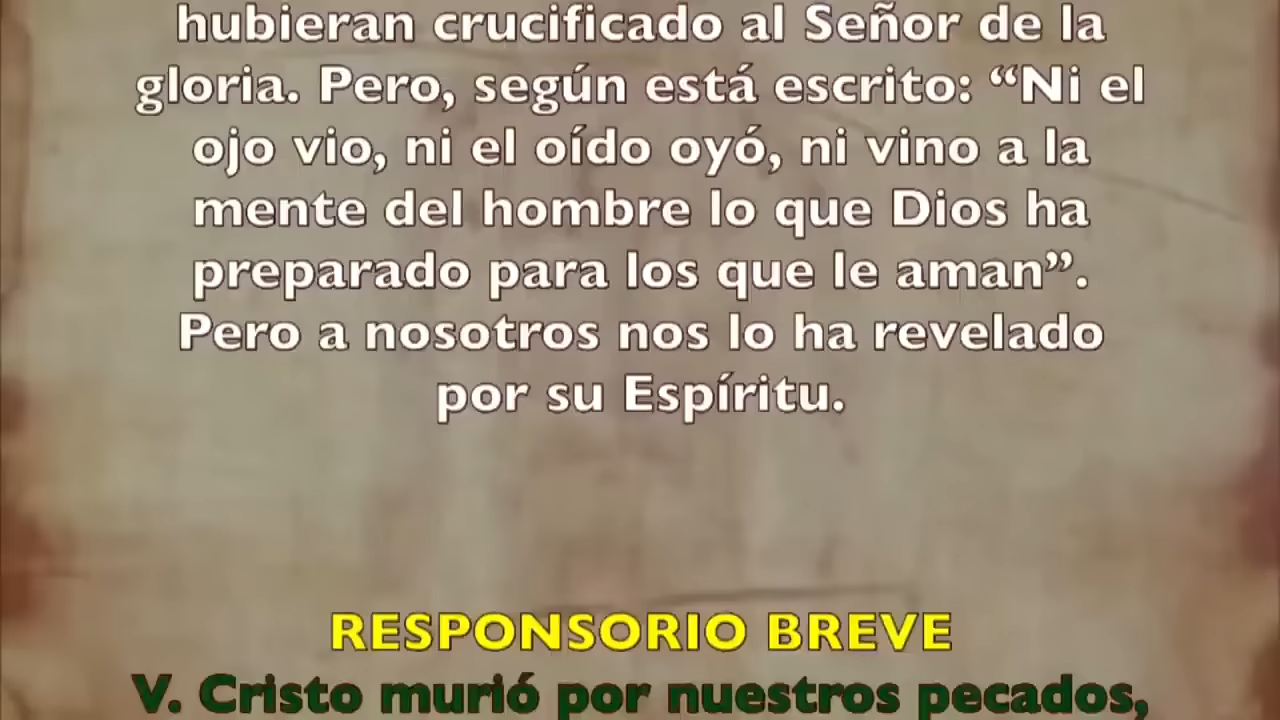 hubieran crucificado al Señor de la
gloria. Pero, según está escrito: “Ni el
ojo vio, ni el oído oyó, ni vino a la
mente del hombre lo que Dios ha
preparado para los que le aman”.
Pero a nosotros nos lo ha revelado
por su Espíritu.
RESPONSORIO BREVE
V. Cristo murió por nuestros pecados,